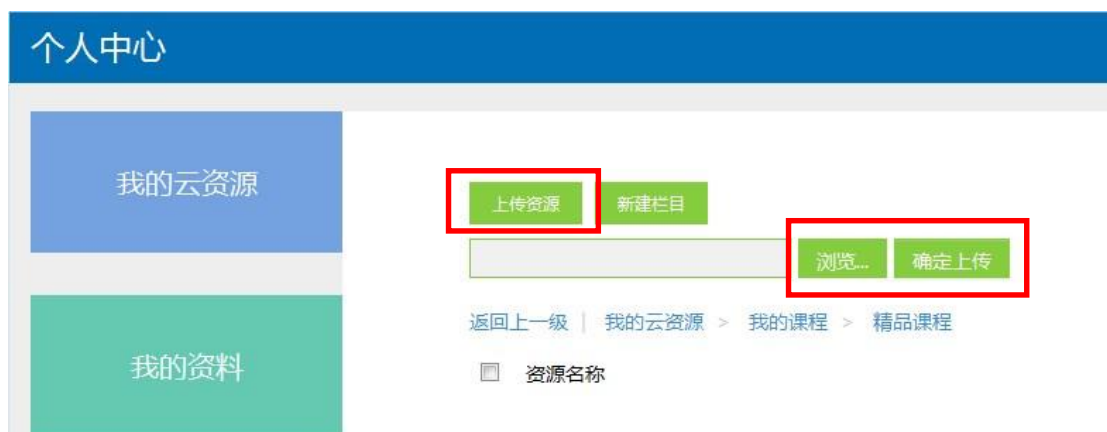 个人中心
我的云资源
上传资源 新建栏目
浏览... 确定上传
返回上一级 | 我的云资源 > 我的课程 > 精品课程
我的资料
资源名称